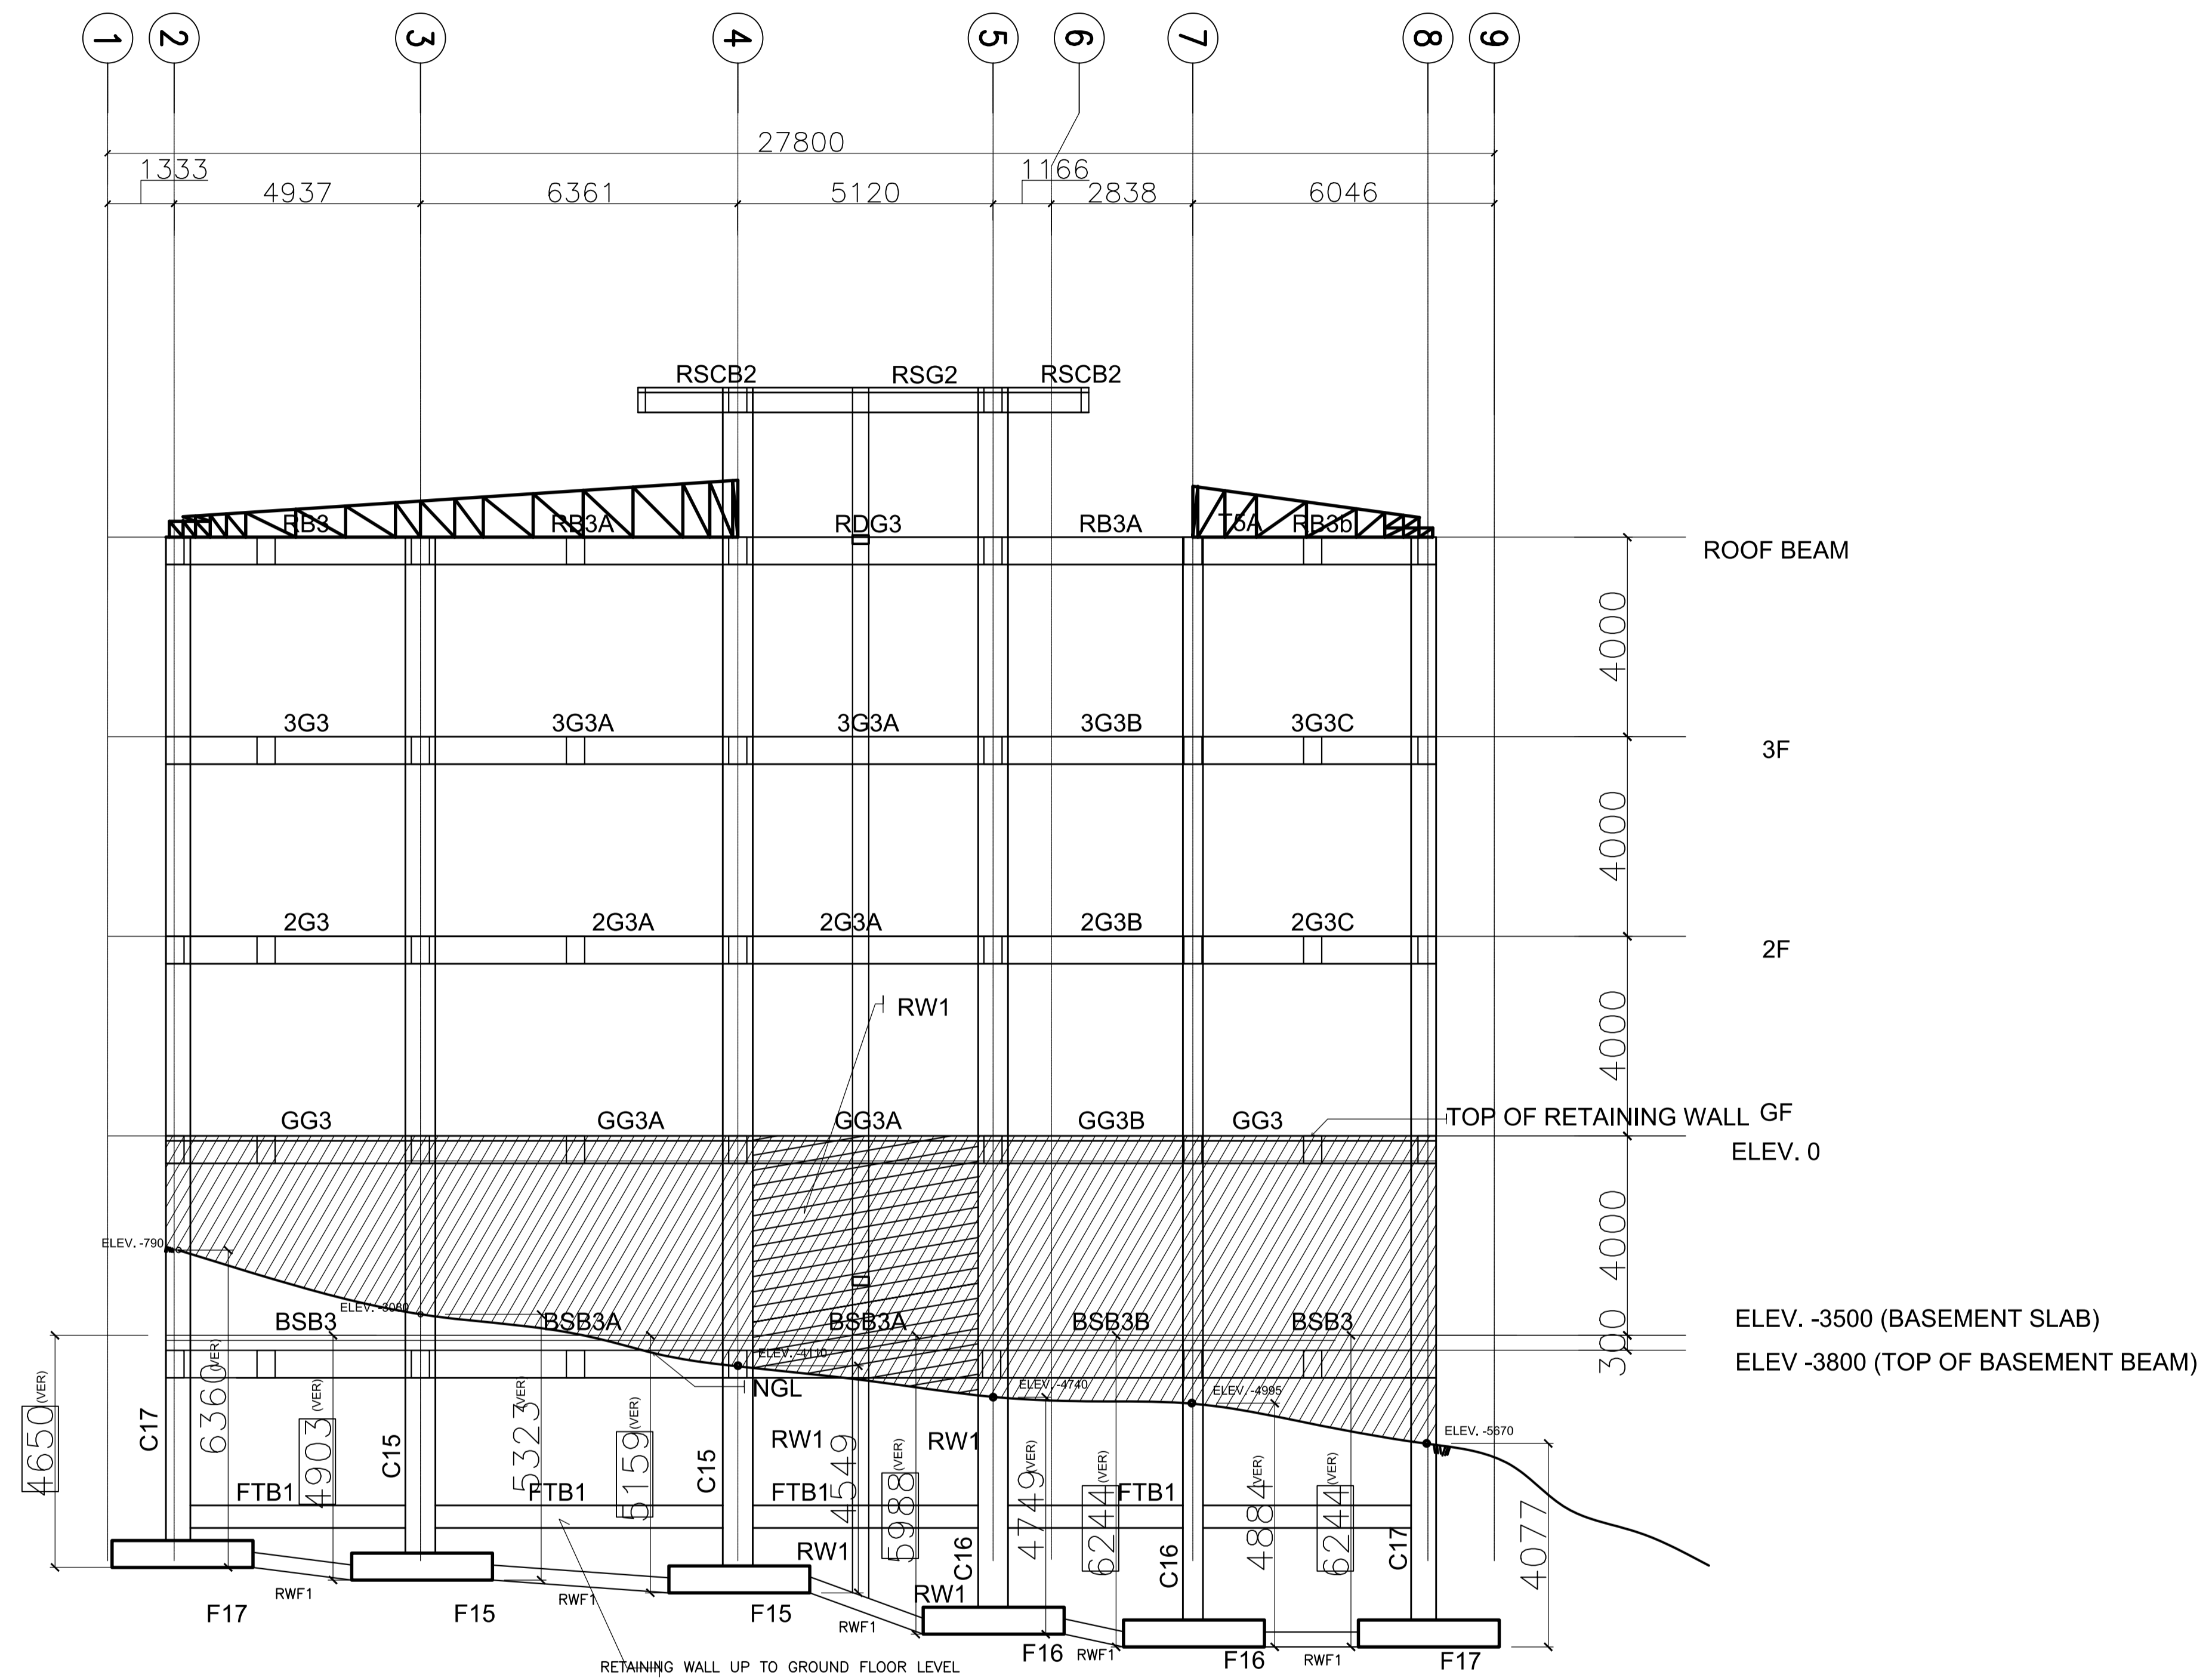 1 2 3 4 5 6 7 8 9
27800
1333 1166
4937 6361 5120 2838 6046
RSCB2 RSG2 RSCB2
RB3 RB3A RDG3 RB3A T5A RB3b
ROOF BEAM
4000
3G3 3G3A 3G3A 3G3B 3G3C
3F
4000
2G3 2G3A 2G3A 2G3B 2G3C
2F
4000
RW1
GG3 GG3A GG3A GG3B GG3
TOP OF RETAINING WALL GF
ELEV. 0
4000
ELEV. -790
ELEV. -3080
BSB3 BSB3A BSB3A BSB3B BSB3
ELEV. -3500 (BASEMENT SLAB)
300
ELEV -3800 (TOP OF BASEMENT BEAM)
ELEV. -4110
NGL
ELEV. -4740
ELEV. -4995
ELEV. -5670
4650 (VER)
C17
6360 (VER)
4903 (VER)
C15
5323 (VER)
5159 (VER)
C15
RW1 RW1
4549
5988 (VER)
4749 (VER)
6244 (VER)
4884 (VER)
6244 (VER)
4077
FTB1 FTB1 FTB1 FTB1
C16
C16
C17
RW1
RW1
RWF1 RWF1 RWF1 RWF1 RWF1
F17 F15 F15 F16 F16 F17
RETAINING WALL UP TO GROUND FLOOR LEVEL